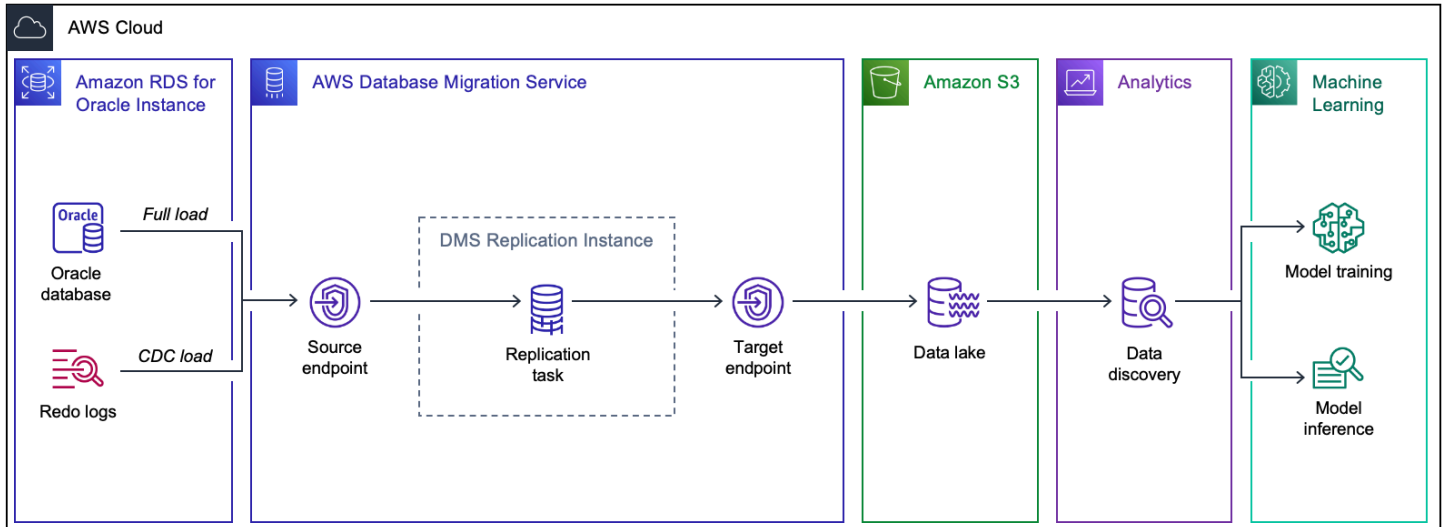 AWS Cloud
Amazon RDS for
Oracle Instance
AWS Database Migration Service
Amazon S3
Analytics
Machine
Learning
Oracle
Full load
Oracle
database
CDC load
Redo logs
Source
endpoint
DMS Replication Instance
Replication
task
Target
endpoint
Data lake
Data
discovery
Model training
Model
inference